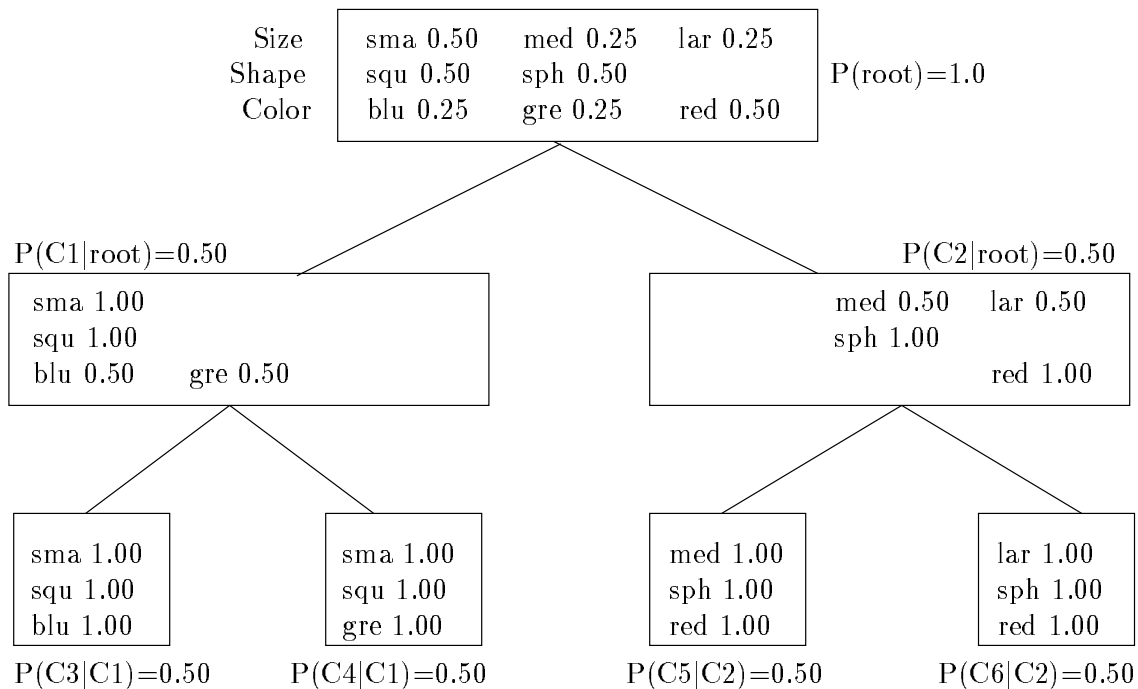 Size sma 0.50 med 0.25 lar 0.25
Shape squ 0.50 sph 0.50 P(root)=1.0
Color blu 0.25 gre 0.25 red 0.50
P(C1|root)=0.50 P(C2|root)=0.50
sma 1.00 med 0.50 lar 0.50
squ 1.00 sph 1.00
blu 0.50 gre 0.50 red 1.00
sma 1.00 sma 1.00 med 1.00 lar 1.00
squ 1.00 squ 1.00 sph 1.00 sph 1.00
blu 1.00 gre 1.00 red 1.00 red 1.00
P(C3|C1)=0.50 P(C4|C1)=0.50 P(C5|C2)=0.50 P(C6|C2)=0.50